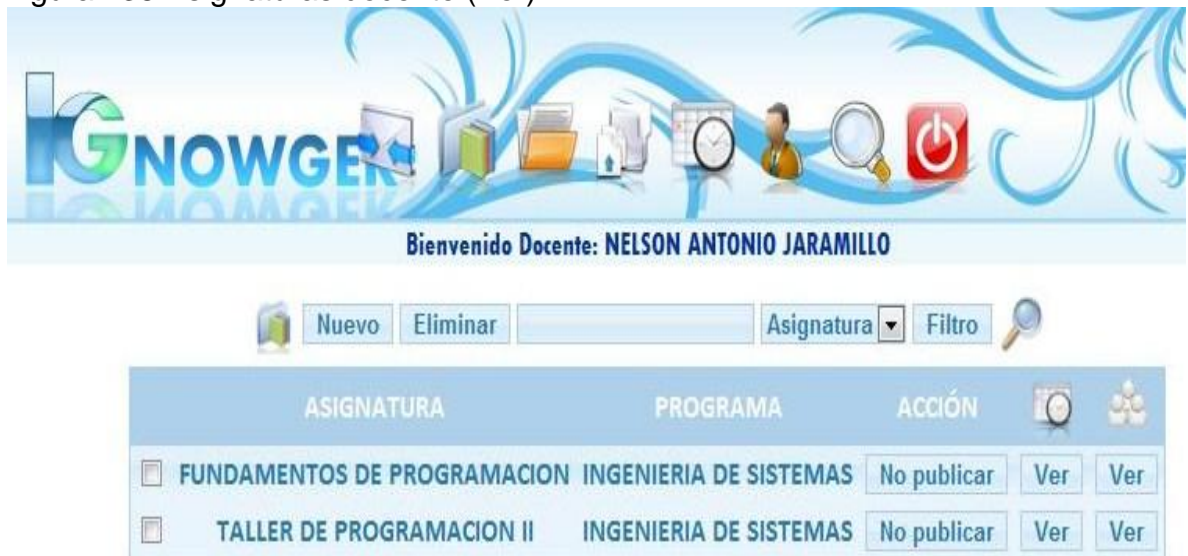 KGNOWGER
Bienvenido Docente: NELSON ANTONIO JARAMILLO
Nuevo Eliminar Asignatura Filtro
ASIGNATURA PROGRAMA ACCIÓN
FUNDAMENTOS DE PROGRAMACION INGENIERIA DE SISTEMAS No publicar Ver Ver
TALLER DE PROGRAMACION II INGENIERIA DE SISTEMAS No publicar Ver Ver